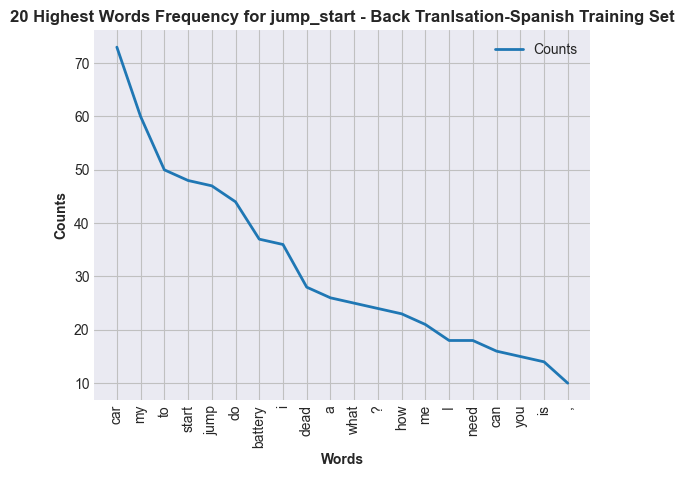 20 Highest Words Frequency for jump_start - Back Tranlsation-Spanish Training Set
Counts
70
60
50
40
30
20
10
Counts
car
my
to
start
jump
do
battery
i
dead
a
what
?
how
me
I
need
can
you
is
,
Words